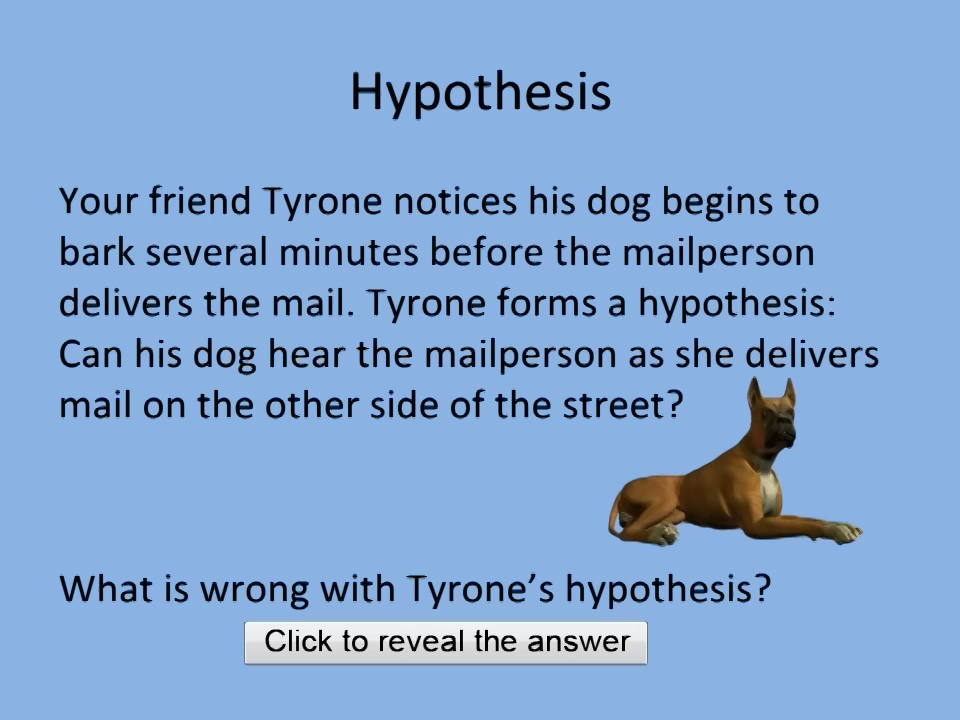 Hypothesis
Your friend Tyrone notices his dog begins to
bark several minutes before the mailperson
delivers the mail. Tyrone forms a hypothesis:
Can his dog hear the mailperson as she delivers
mail on the other side of the street?
What is wrong with Tyrone’s hypothesis?
Click to reveal the answer